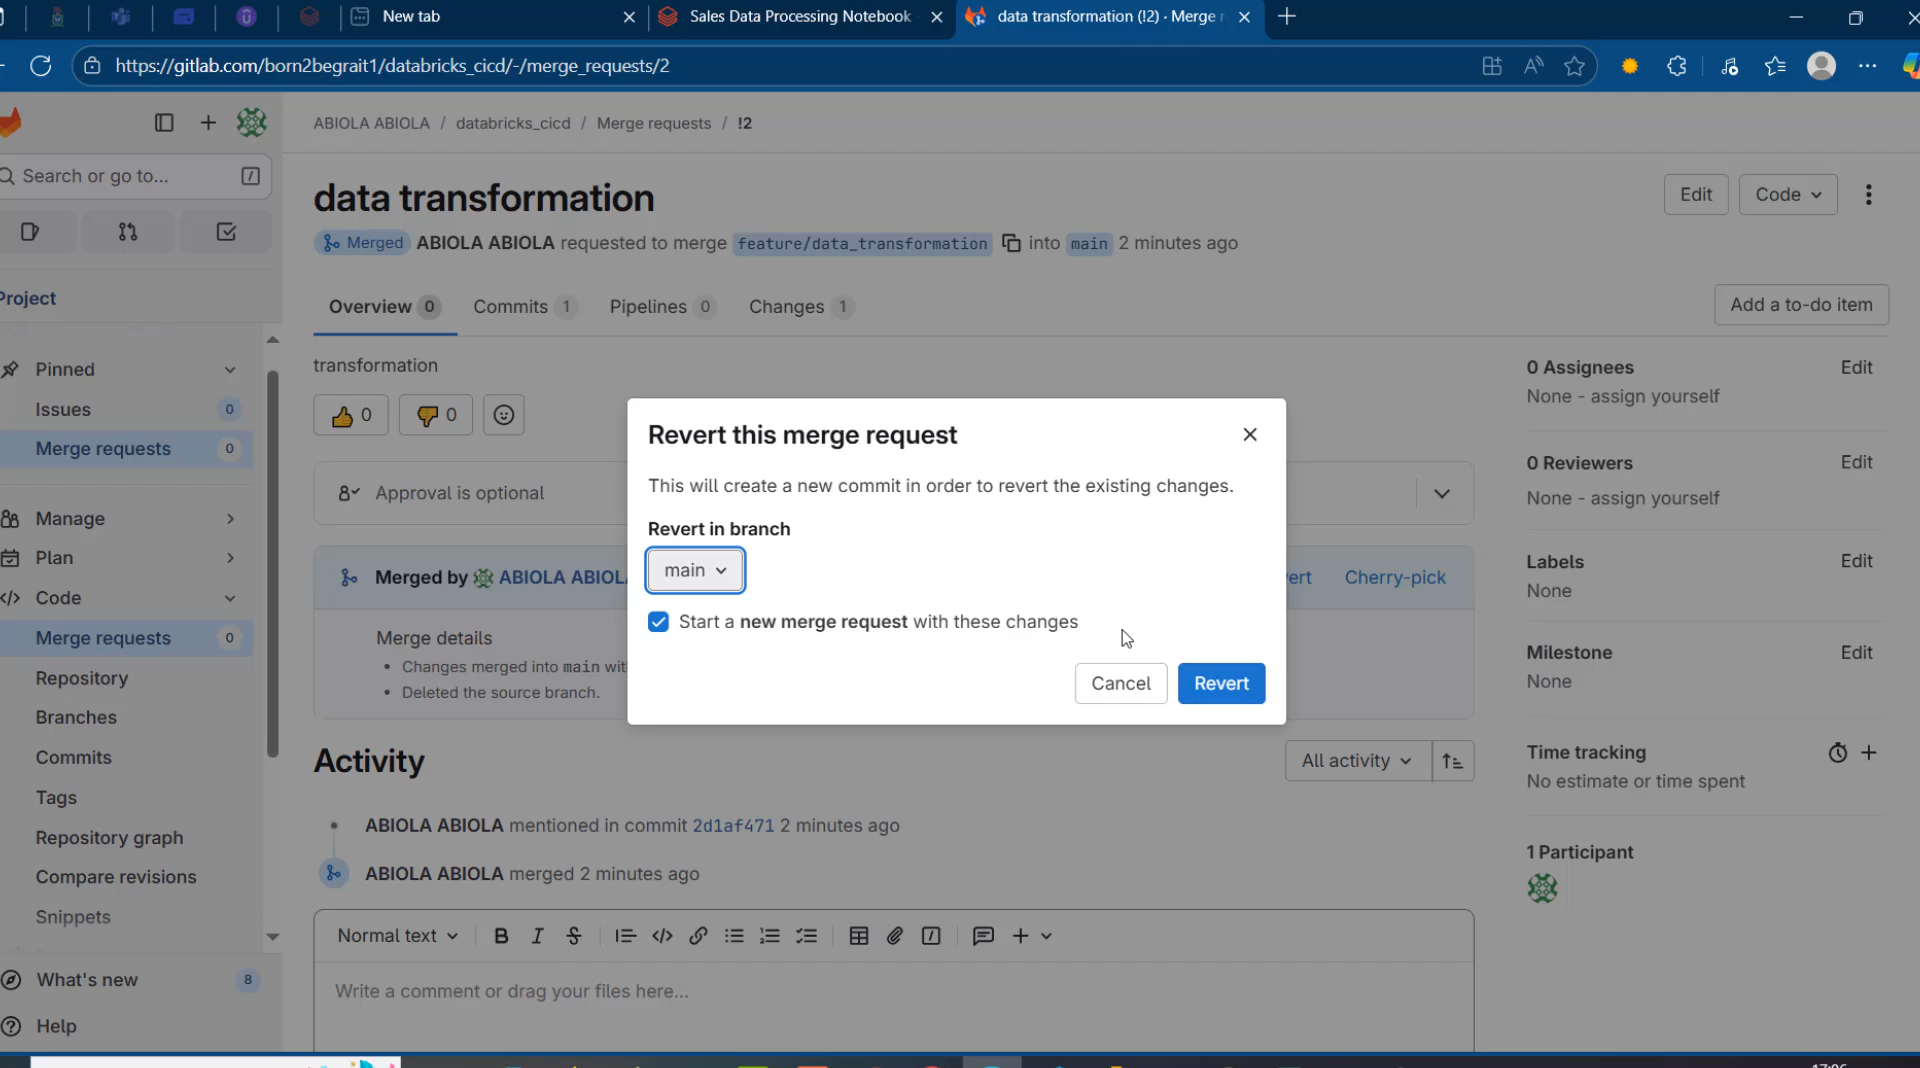 New tab
Sales Data Processing Notebook
data transformation (!2) · Merge r
https://gitlab.com/born2begrait1/databricks_cicd/-/merge_requests/2
ABIOLA ABIOLA / databricks_cicd / Merge requests / !2
Search or go to...
data transformation
Edit
Code
Merged ABIOLA ABIOLA requested to merge feature/data_transformation into main 2 minutes ago
Project
Overview 0
Commits 1
Pipelines 0
Changes 1
Add a to-do item
Pinned
Issues 0
Merge requests 0
Manage
Plan
Code
Merge requests 0
Repository
Branches
Commits
Tags
Repository graph
Compare revisions
Snippets
What's new 8
Help
transformation
0
0
Approval is optional
Merged by ABIOLA ABIOL
ert
Cherry-pick
Merge details
Changes merged into main wit
Deleted the source branch.
Revert this merge request
This will create a new commit in order to revert the existing changes.
Revert in branch
main
Start a new merge request with these changes
Cancel
Revert
Activity
All activity
ABIOLA ABIOLA mentioned in commit 2d1af471 2 minutes ago
ABIOLA ABIOLA merged 2 minutes ago
Normal text
Write a comment or drag your files here...
0 Assignees
Edit
None - assign yourself
0 Reviewers
Edit
None - assign yourself
Labels
Edit
None
Milestone
Edit
None
Time tracking
No estimate or time spent
1 Participant